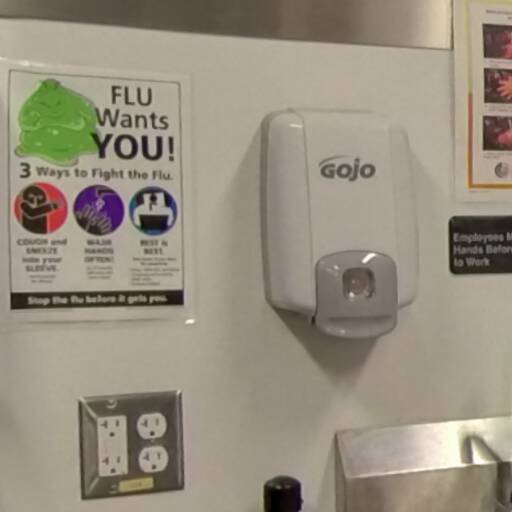 FLU
Wants
YOU!
3 Ways to Fight the Flu.
COUGH and
SNEEZE
into your
SLEEVE.
WASH
HANDS
OFTEN!
REST is
BEST.
Stop the flu before it gets you.
GOJO
Employees
Hands Before
to Work